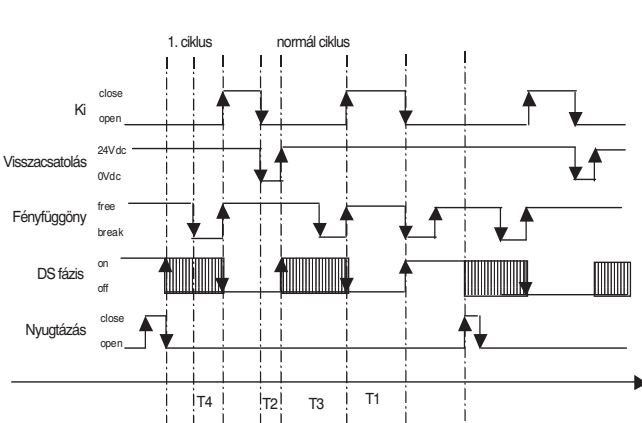 1. ciklus normál ciklus
close
Ki
open
24Vdc
Visszacsatolás
0Vdc
free
Fényfüggöny
break
on
DS fázis
off
close
Nyugtázás
open
T4 T2 T3 T1